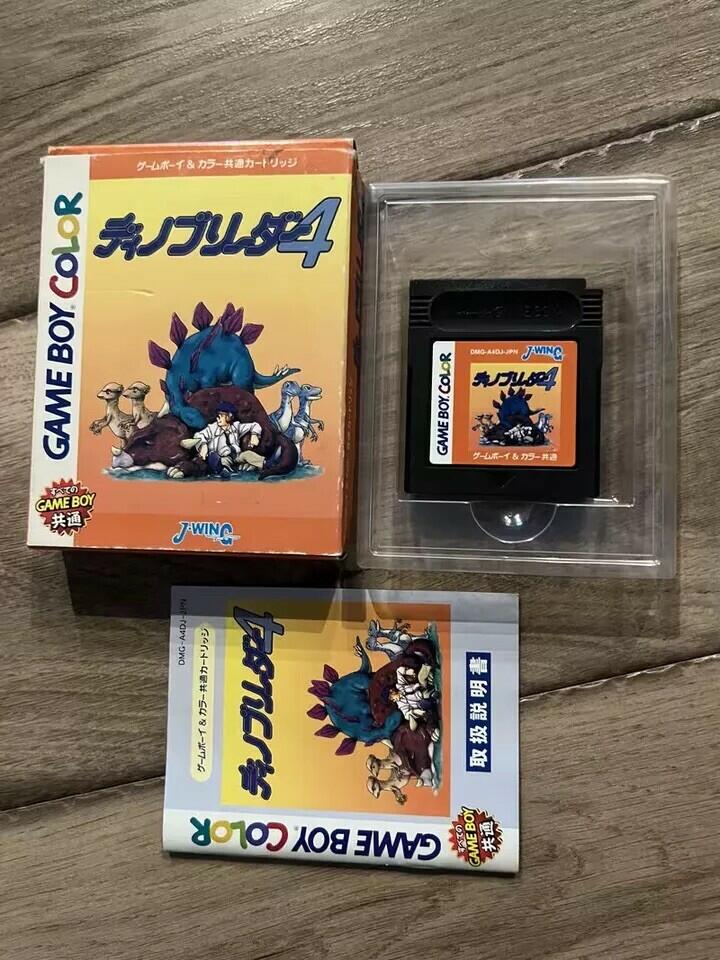 ゲームボーイ & カラー共通カートリッジ
ディノブリーダー4
GAME BOY COLOR
すべての
GAME BOY
共通
J・WING
DMG-A4DJ-JPN
J・WING
GAME BOY COLOR
ディノブリーダー4
ゲームボーイ & カラー共通
DMG-A4DJ-JPN
ゲームボーイ & カラー共通カートリッジ
ディノブリーダー4
取扱説明書
GAME BOY COLOR
すべての
GAME BOY
共通